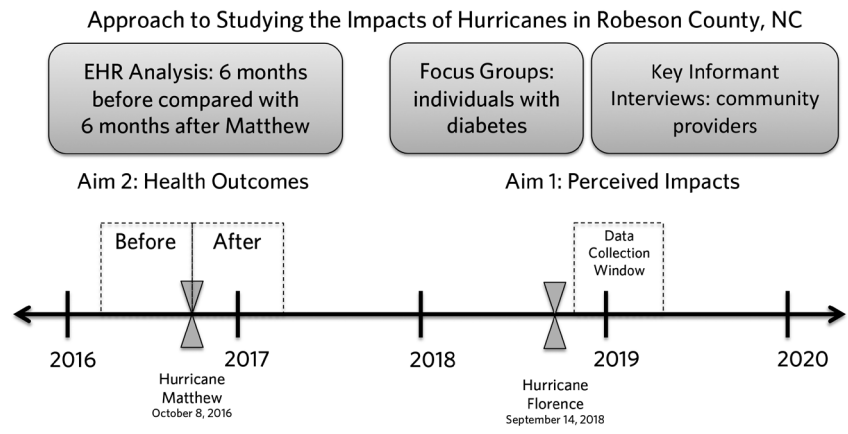 Approach to Studying the Impacts of Hurricanes in Robeson County, NC
EHR Analysis: 6 months
before compared with
6 months after Matthew
Focus Groups:
individuals with
diabetes
Key Informant
Interviews: community
providers
Aim 2: Health Outcomes
Aim 1: Perceived Impacts
Before
After
Data
Collection
Window
2016
2017
2018
2019
2020
Hurricane
Matthew
October 8, 2016
Hurricane
Florence
September 14, 2018